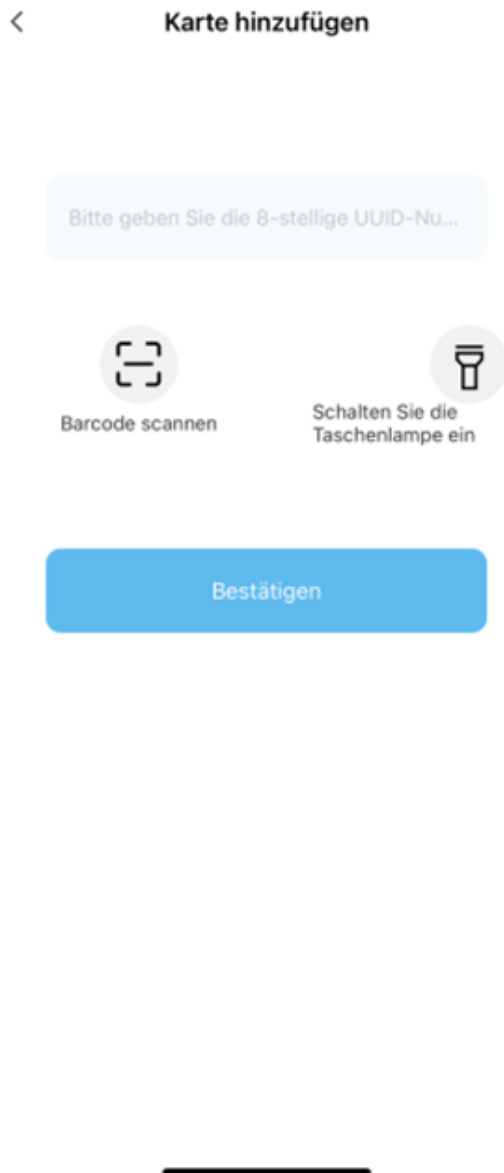 Karte hinzufügen
Bitte geben Sie die 8-stellige UUID-Nu...
Barcode scannen
Schalten Sie die
Taschenlampe ein
Bestätigen